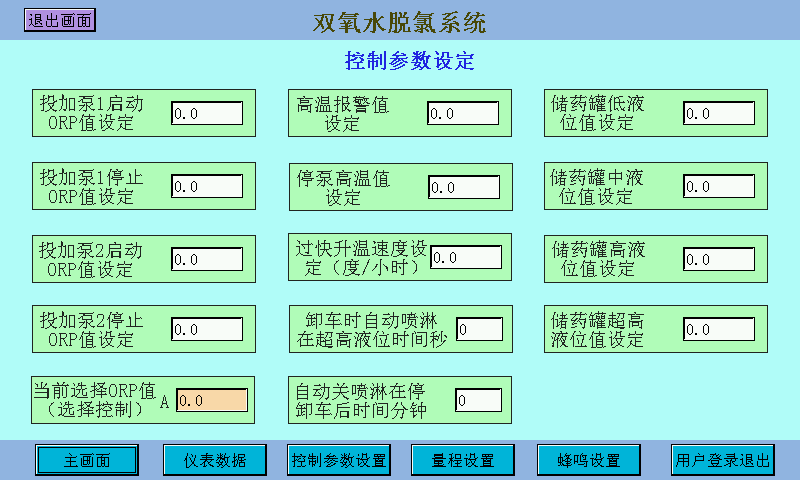 退出画面
双氧水脱氯系统
控制参数设定
投加泵1启动
ORP值设定
0.0
高温报警值
设定
0.0
储药罐低液
位值设定
0.0
投加泵1停止
ORP值设定
0.0
停泵高温值
设定
0.0
储药罐中液
位值设定
0.0
投加泵2启动
ORP值设定
0.0
过快升温速度设
定（度/小时）
0.0
储药罐高液
位值设定
0.0
投加泵2停止
ORP值设定
0.0
卸车时自动喷淋
在超高液位时间秒
0
储药罐超高
液位值设定
0.0
当前选择ORP值
（选择控制）
A
0.0
自动关喷淋在停
卸车后时间分钟
0
主画面
仪表数据
控制参数设置
量程设置
蜂鸣设置
用户登录退出